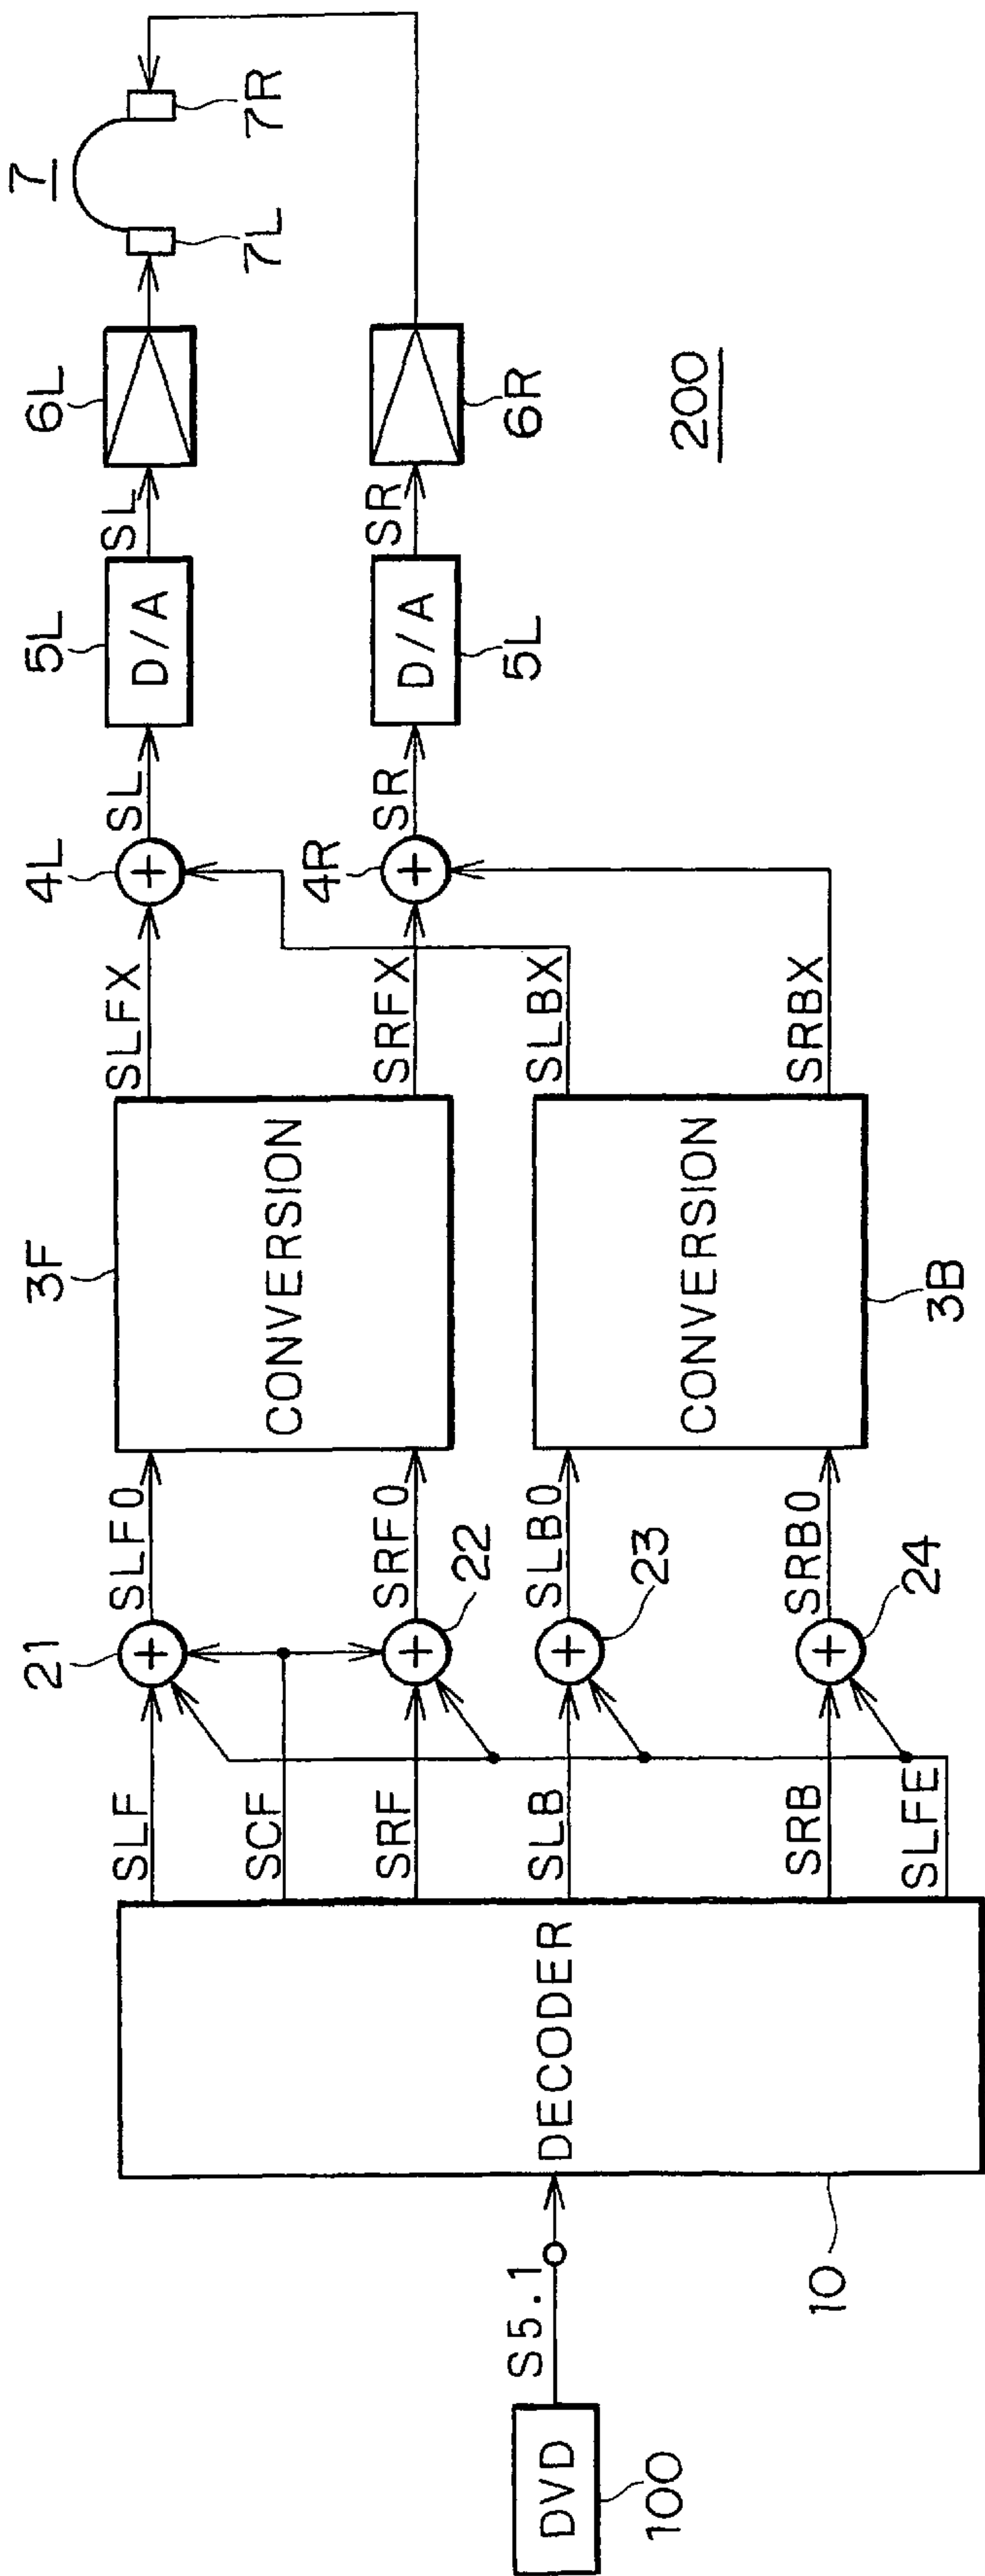 DVD
100
S5.1
DECODER
10
SLF
SCF
SRF
SLB
SRB
SLFE
21
22
23
24
SLF0
SRF0
SLB0
SRB0
3F
CONVERSION
CONVERSION
3B
SLFX
SRFX
SLBX
SRBX
4L
4R
SL
SR
5L
D/A
D/A
5L
SL
SR
6L
6R
7
7L
7R
200